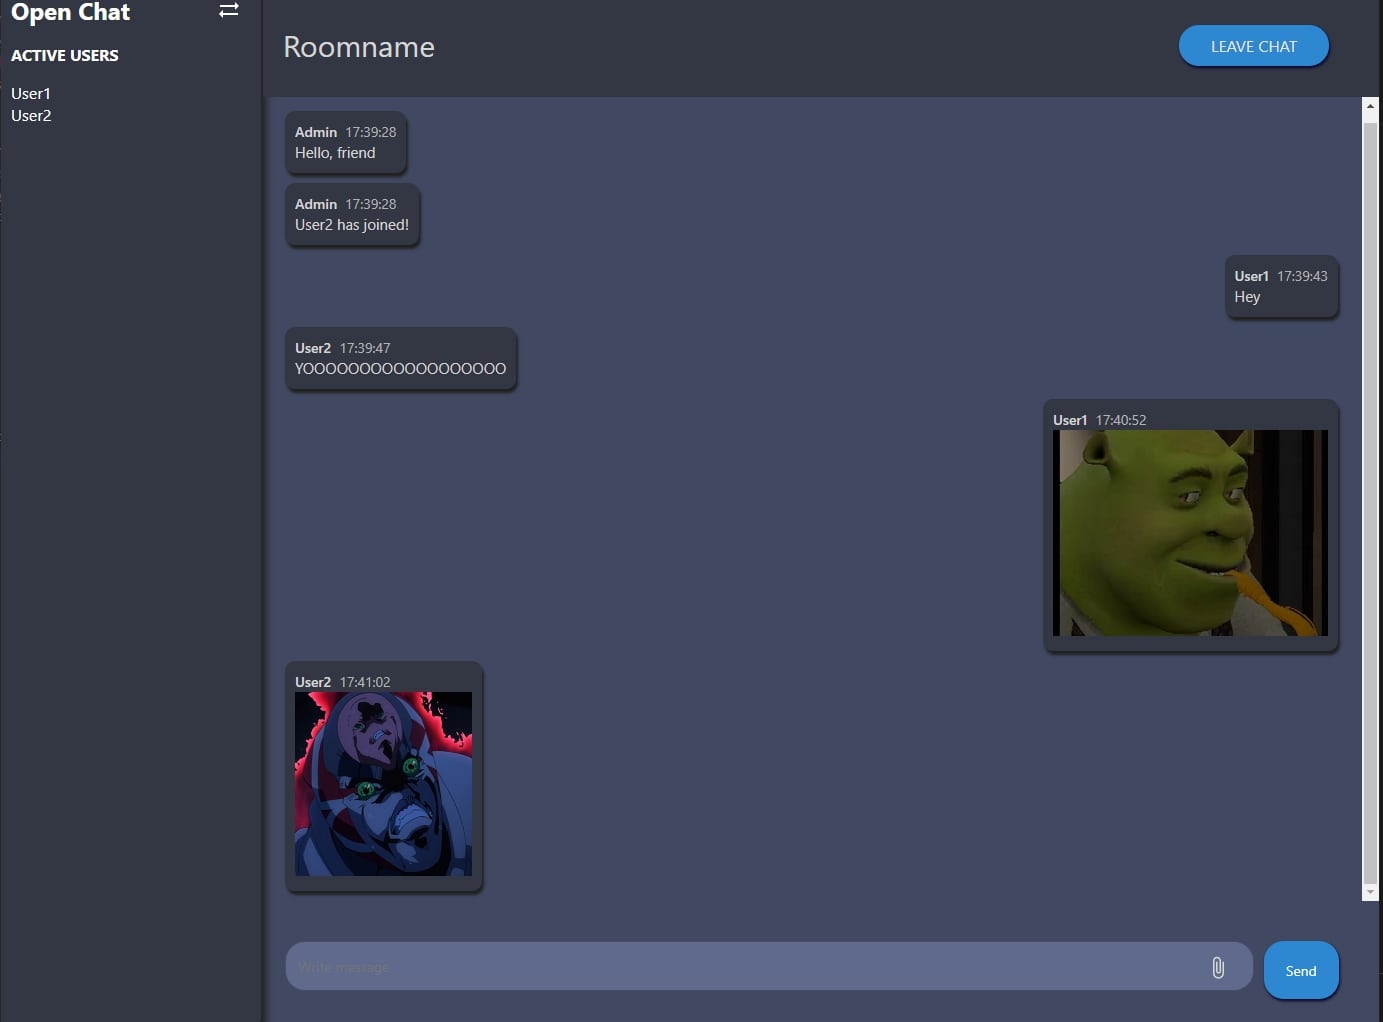 Open Chat
ACTIVE USERS
User1
User2
Roomname
LEAVE CHAT
Admin 17:39:28
Hello, friend
Admin 17:39:28
User2 has joined!
User1 17:39:43
Hey
User2 17:39:47
YOOOOOOOOOOOOOOOOOO
User1 17:40:52
User2 17:41:02
Write message
Send